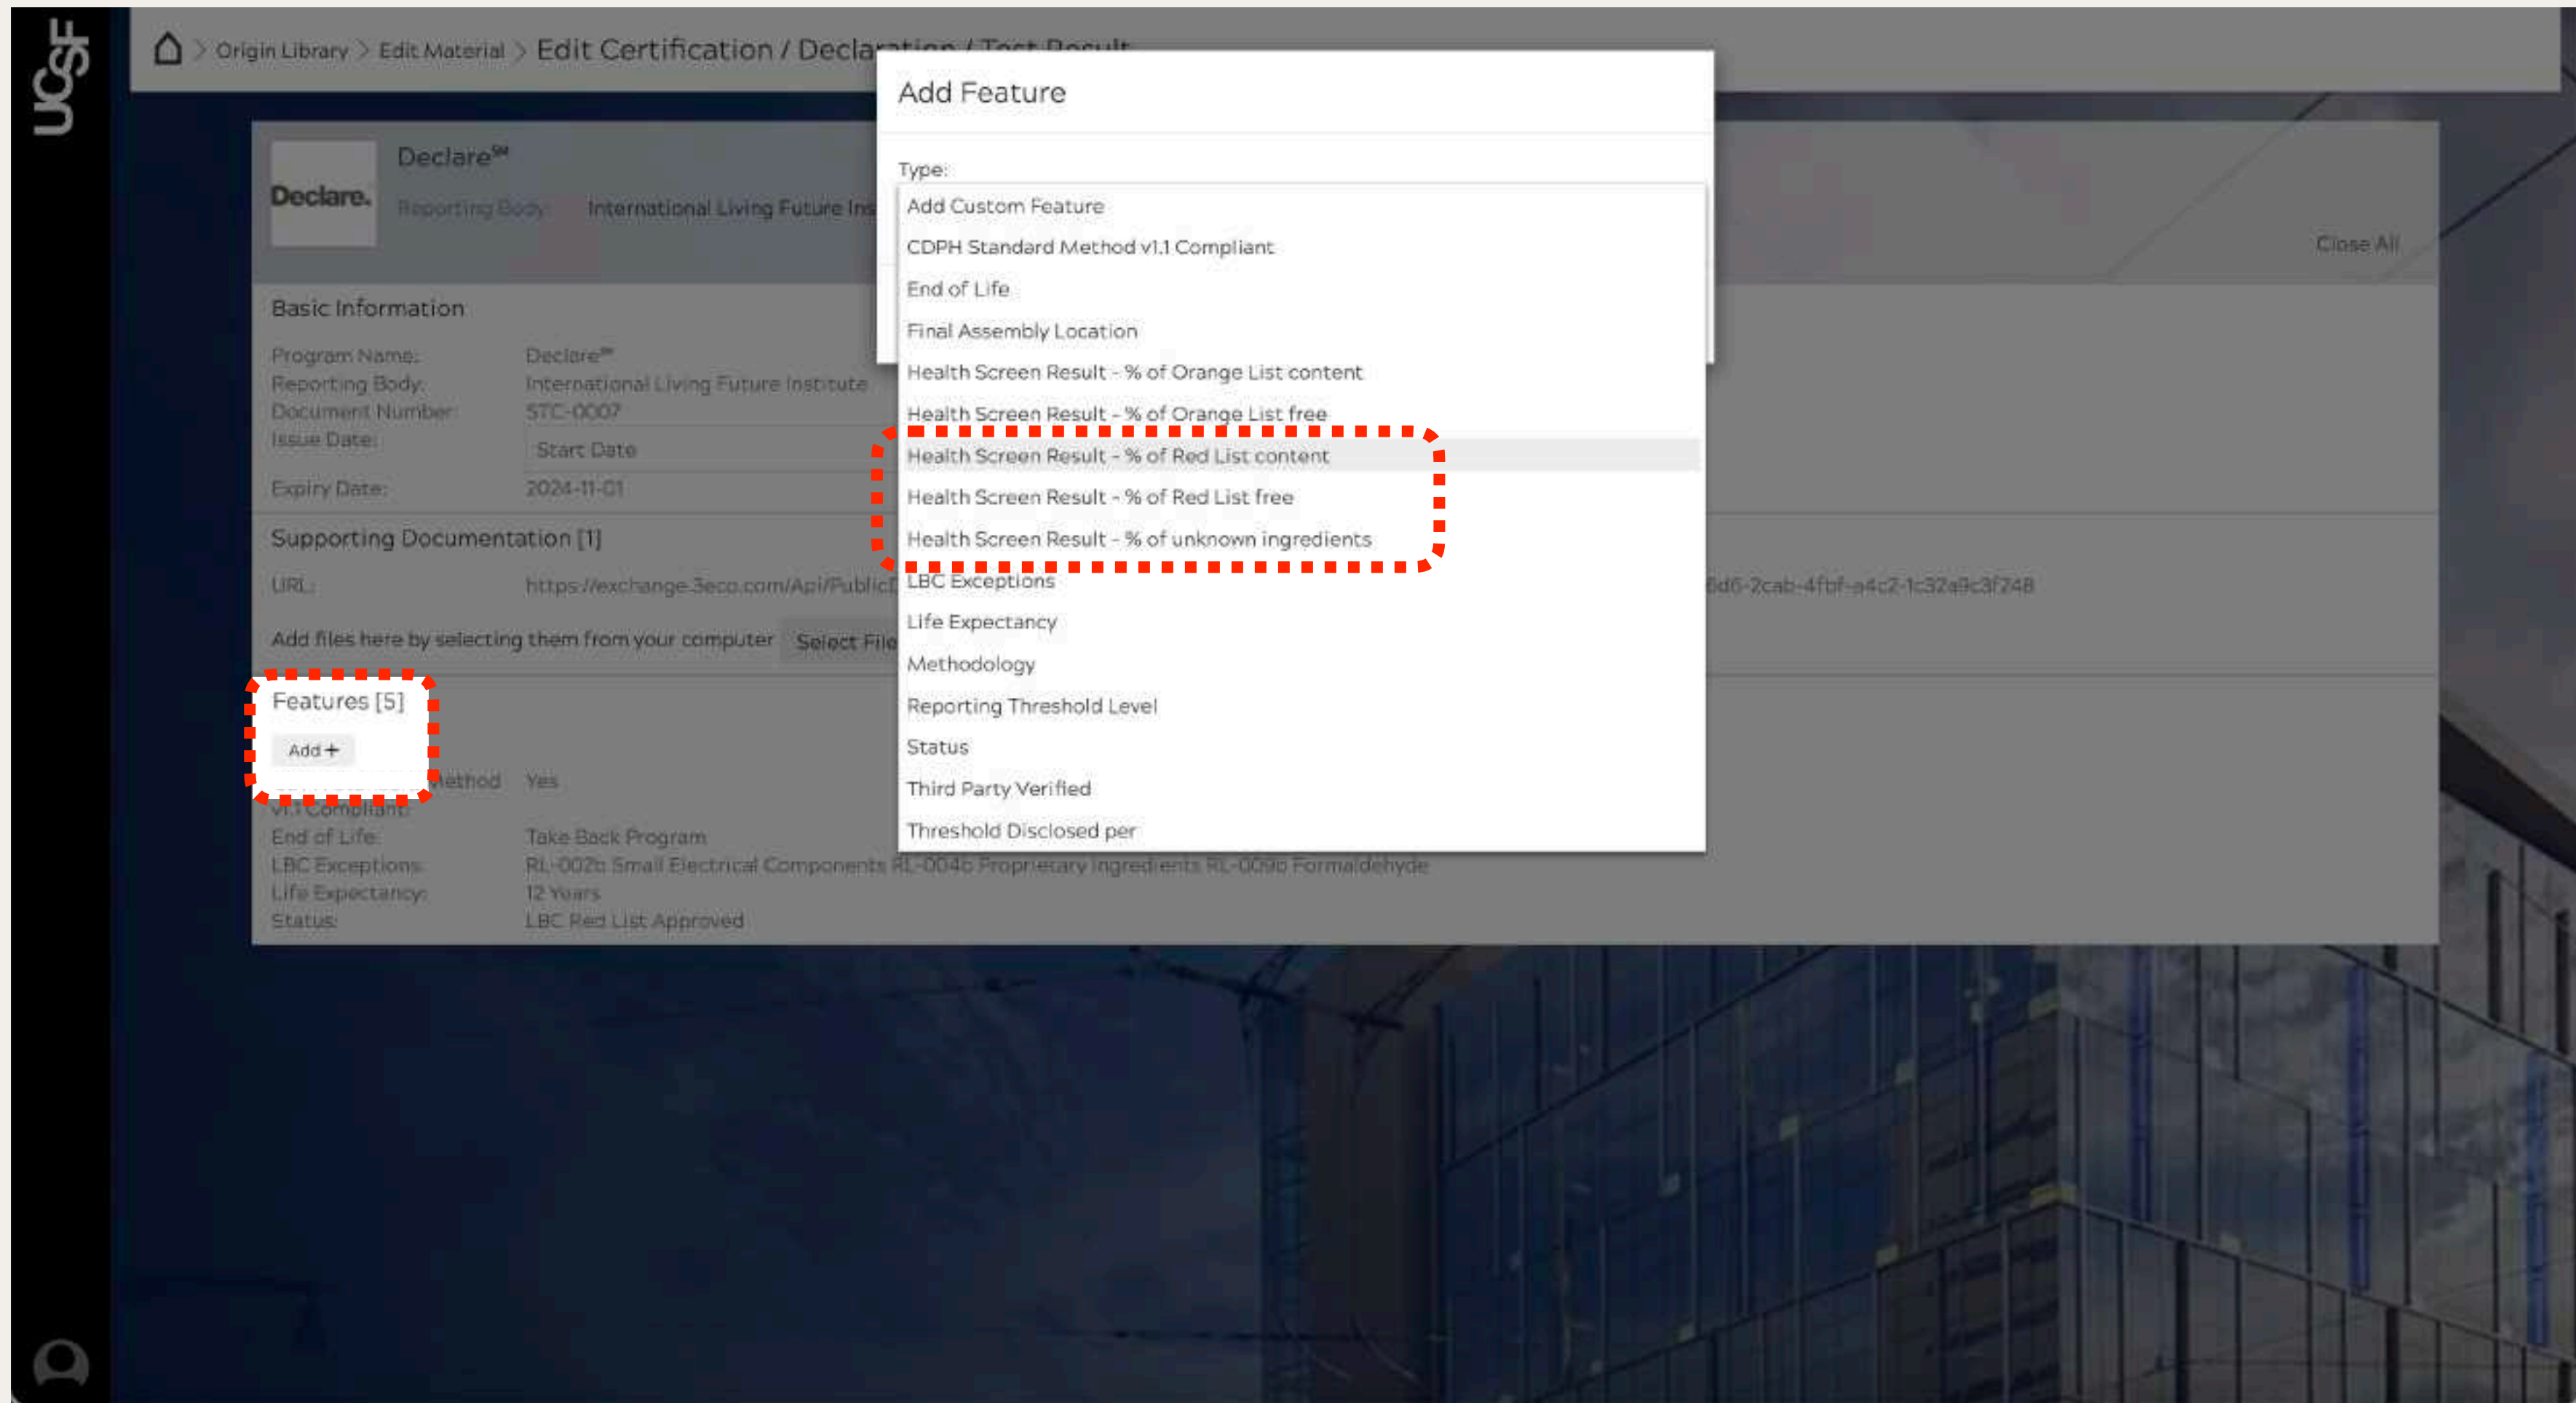 UCSF
> Origin Library > Edit Material > Edit Certification / Declaration / Test Result
Declare.
Declare℠
Reporting Body: International Living Future Ins
Close All
Basic Information
Program Name: Declare℠
Reporting Body: International Living Future Institute
Document Number: STC-0007
Issue Date: Start Date
Expiry Date: 2024-11-01
Supporting Documentation [1]
URL: https://exchange.3eco.com/Api/Public 6d6-2cab-4fbf-a4c2-1c32a9c3f248
Add files here by selecting them from your computer Select File
Features [5]
Add +
Method Yes
v1.1 Compliant:
End of Life: Take Back Program
LBC Exceptions: RL-002b Small Electrical Components RL-004b Proprietary Ingredients RL-009b Formaldehyde
Life Expectancy: 12 Years
Status: LBC Red List Approved
Add Feature
Type:
Add Custom Feature
CDPH Standard Method v1.1 Compliant
End of Life
Final Assembly Location
Health Screen Result - % of Orange List content
Health Screen Result - % of Orange List free
Health Screen Result - % of Red List content
Health Screen Result - % of Red List free
Health Screen Result - % of unknown ingredients
LBC Exceptions
Life Expectancy
Methodology
Reporting Threshold Level
Status
Third Party Verified
Threshold Disclosed per